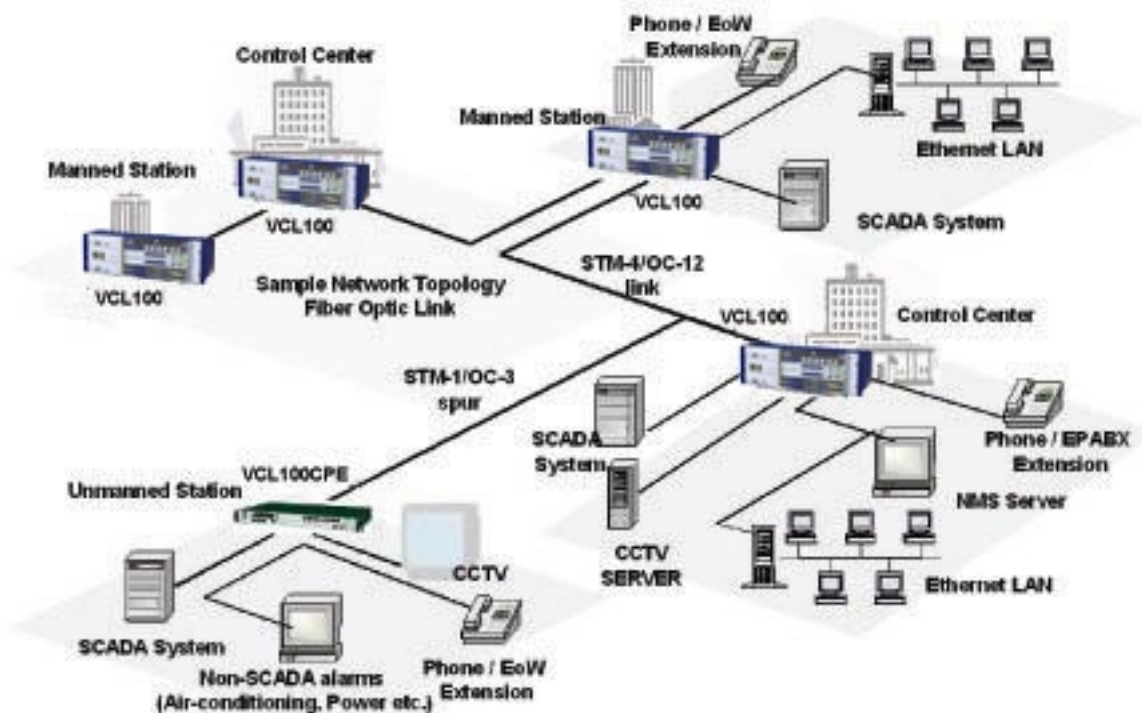 Phone / EoW
Extension
Control Center
Manned Station
Ethernet LAN
Manned Station
VCL100
SCADA System
VCL100
VCL100
STM-4/OC-12
link
Sample Network Topology
Fiber Optic Link
VCL100
Control Center
STM-1/OC-3
spur
SCADA
System
Phone / EPABX
Extension
VCL100CPE
Unmanned Station
NMS Server
CCTV
SERVER
CCTV
Ethernet LAN
SCADA System
Non-SCADA alarms
(Air-conditioning, Power etc.)
Phone / EoW
Extension